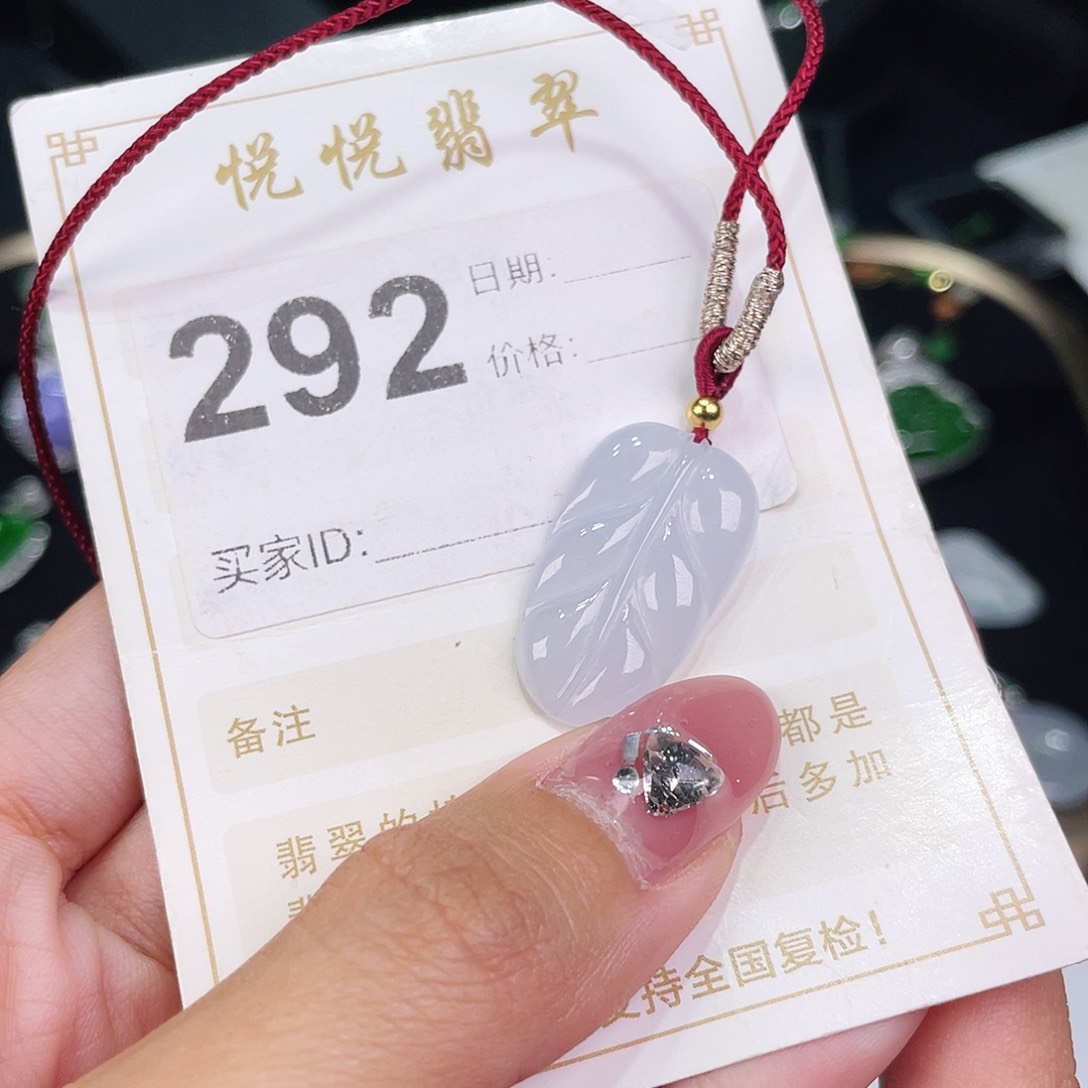 悦悦翡翠
292
日期:
价格:
买家ID:
备注
都是
翡翠的
后多加
持全国复检!